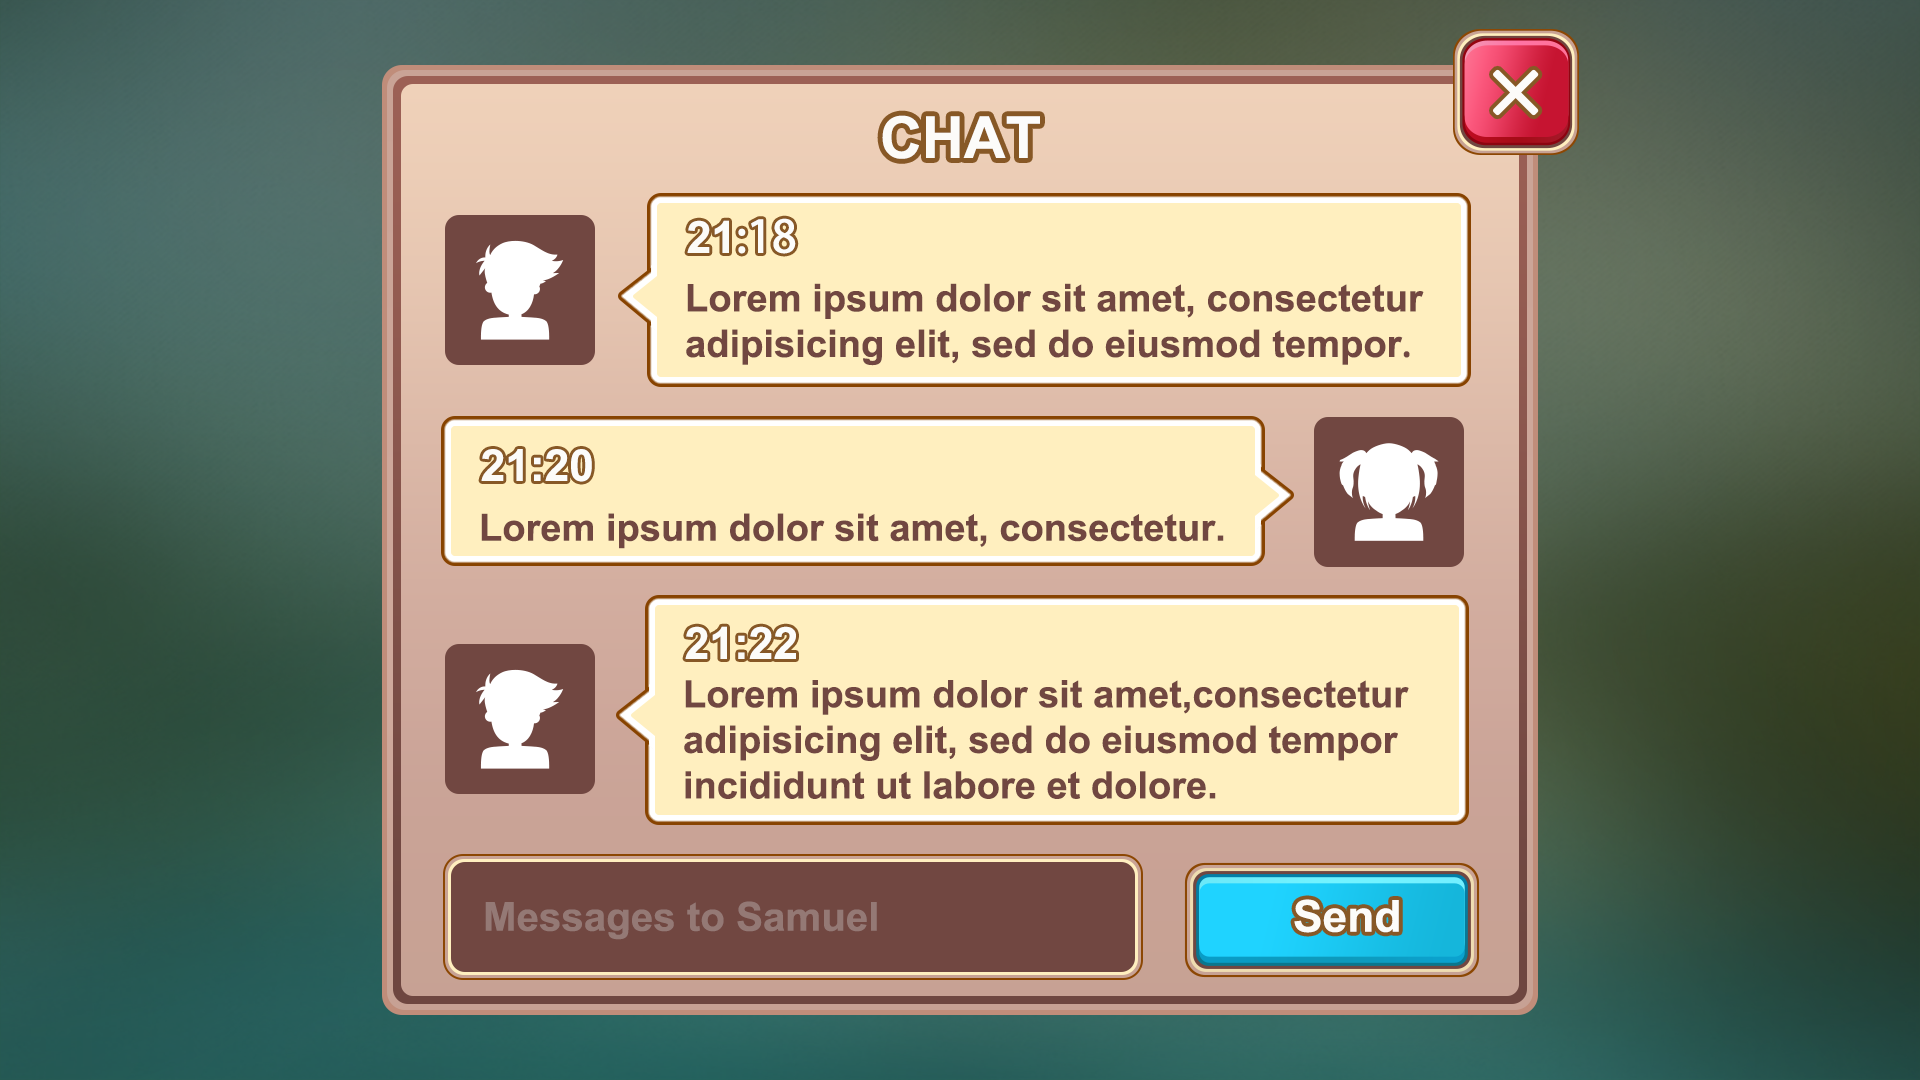 CHAT
21:18
Lorem ipsum dolor sit amet, consectetur
adipisicing elit, sed do eiusmod tempor.
21:20
Lorem ipsum dolor sit amet, consectetur.
21:22
Lorem ipsum dolor sit amet,consectetur
adipisicing elit, sed do eiusmod tempor
incididunt ut labore et dolore.
Messages to Samuel
Send